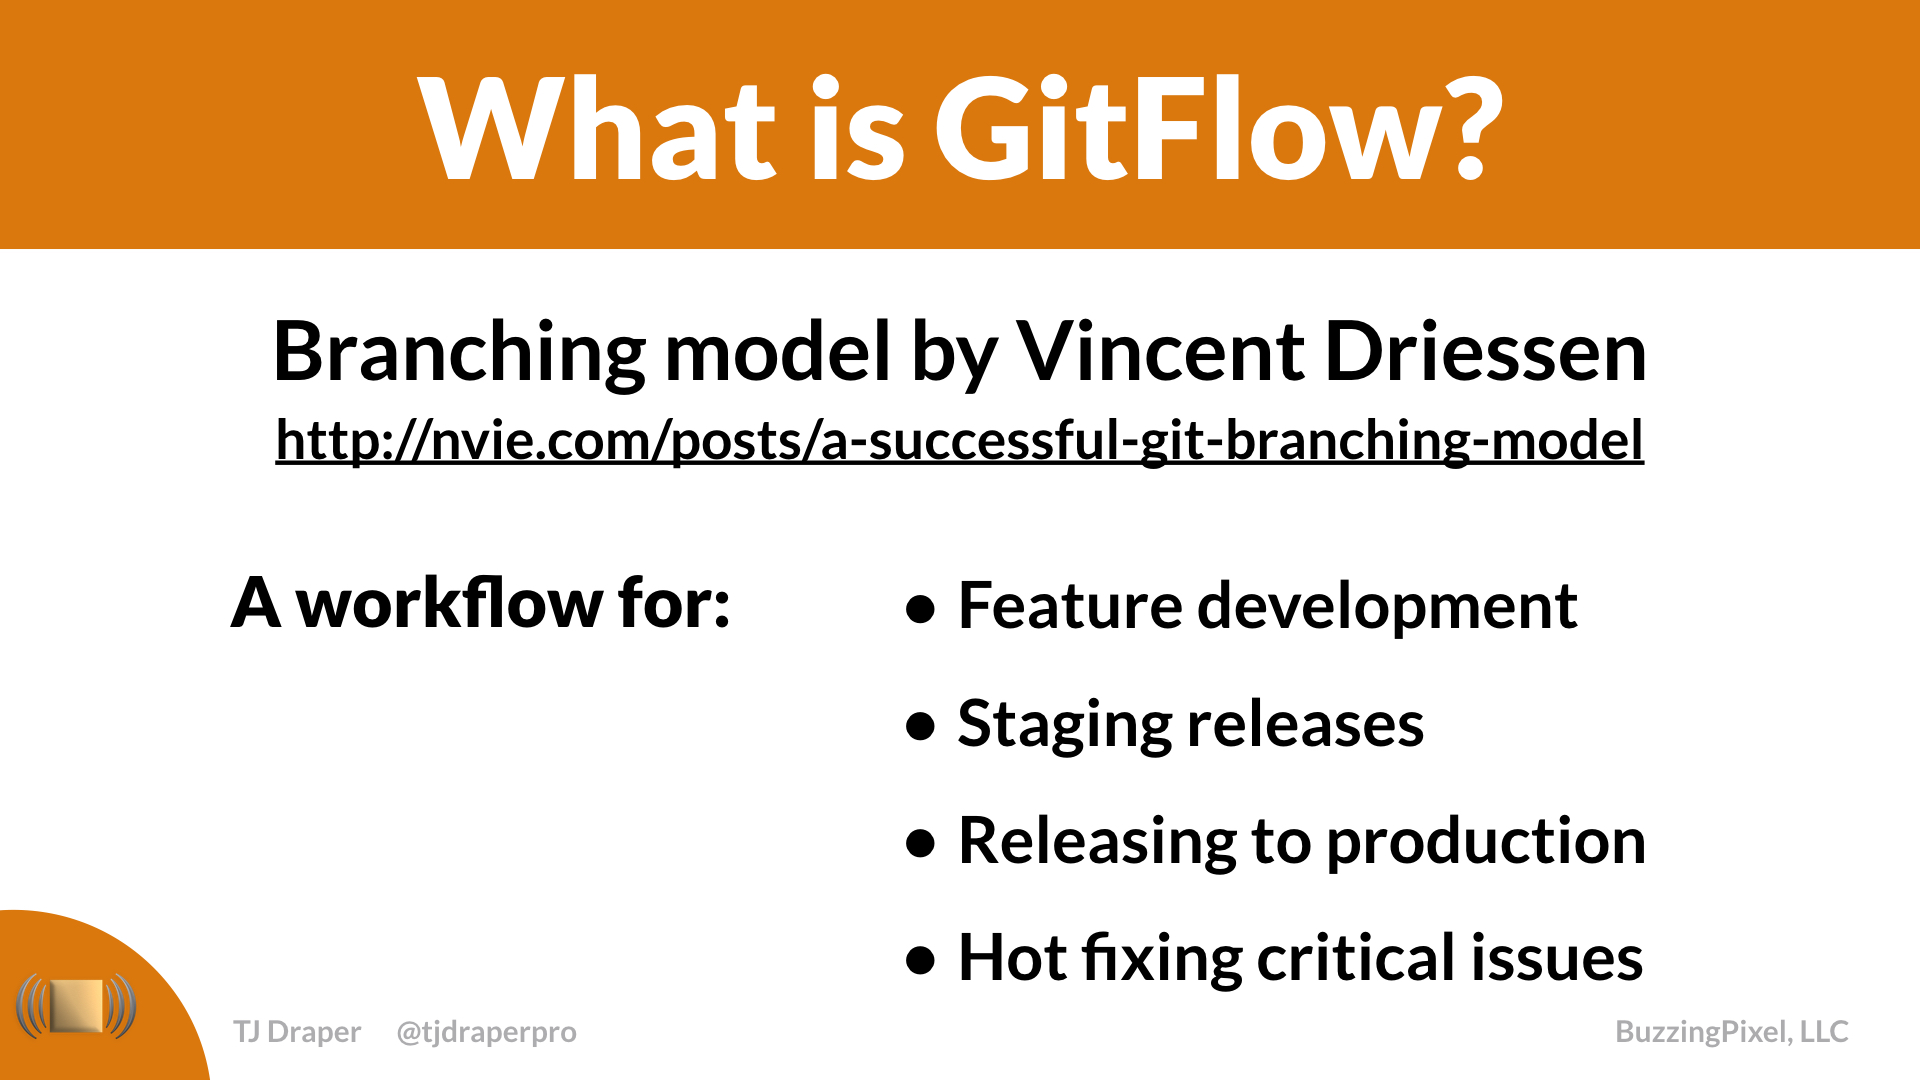 What is GitFlow?
Branching model by Vincent Driessen
http://nvie.com/posts/a-successful-git-branching-model
A workflow for:
• Feature development
• Staging releases
• Releasing to production
• Hot fixing critical issues
TJ Draper @tjdraperpro
BuzzingPixel, LLC